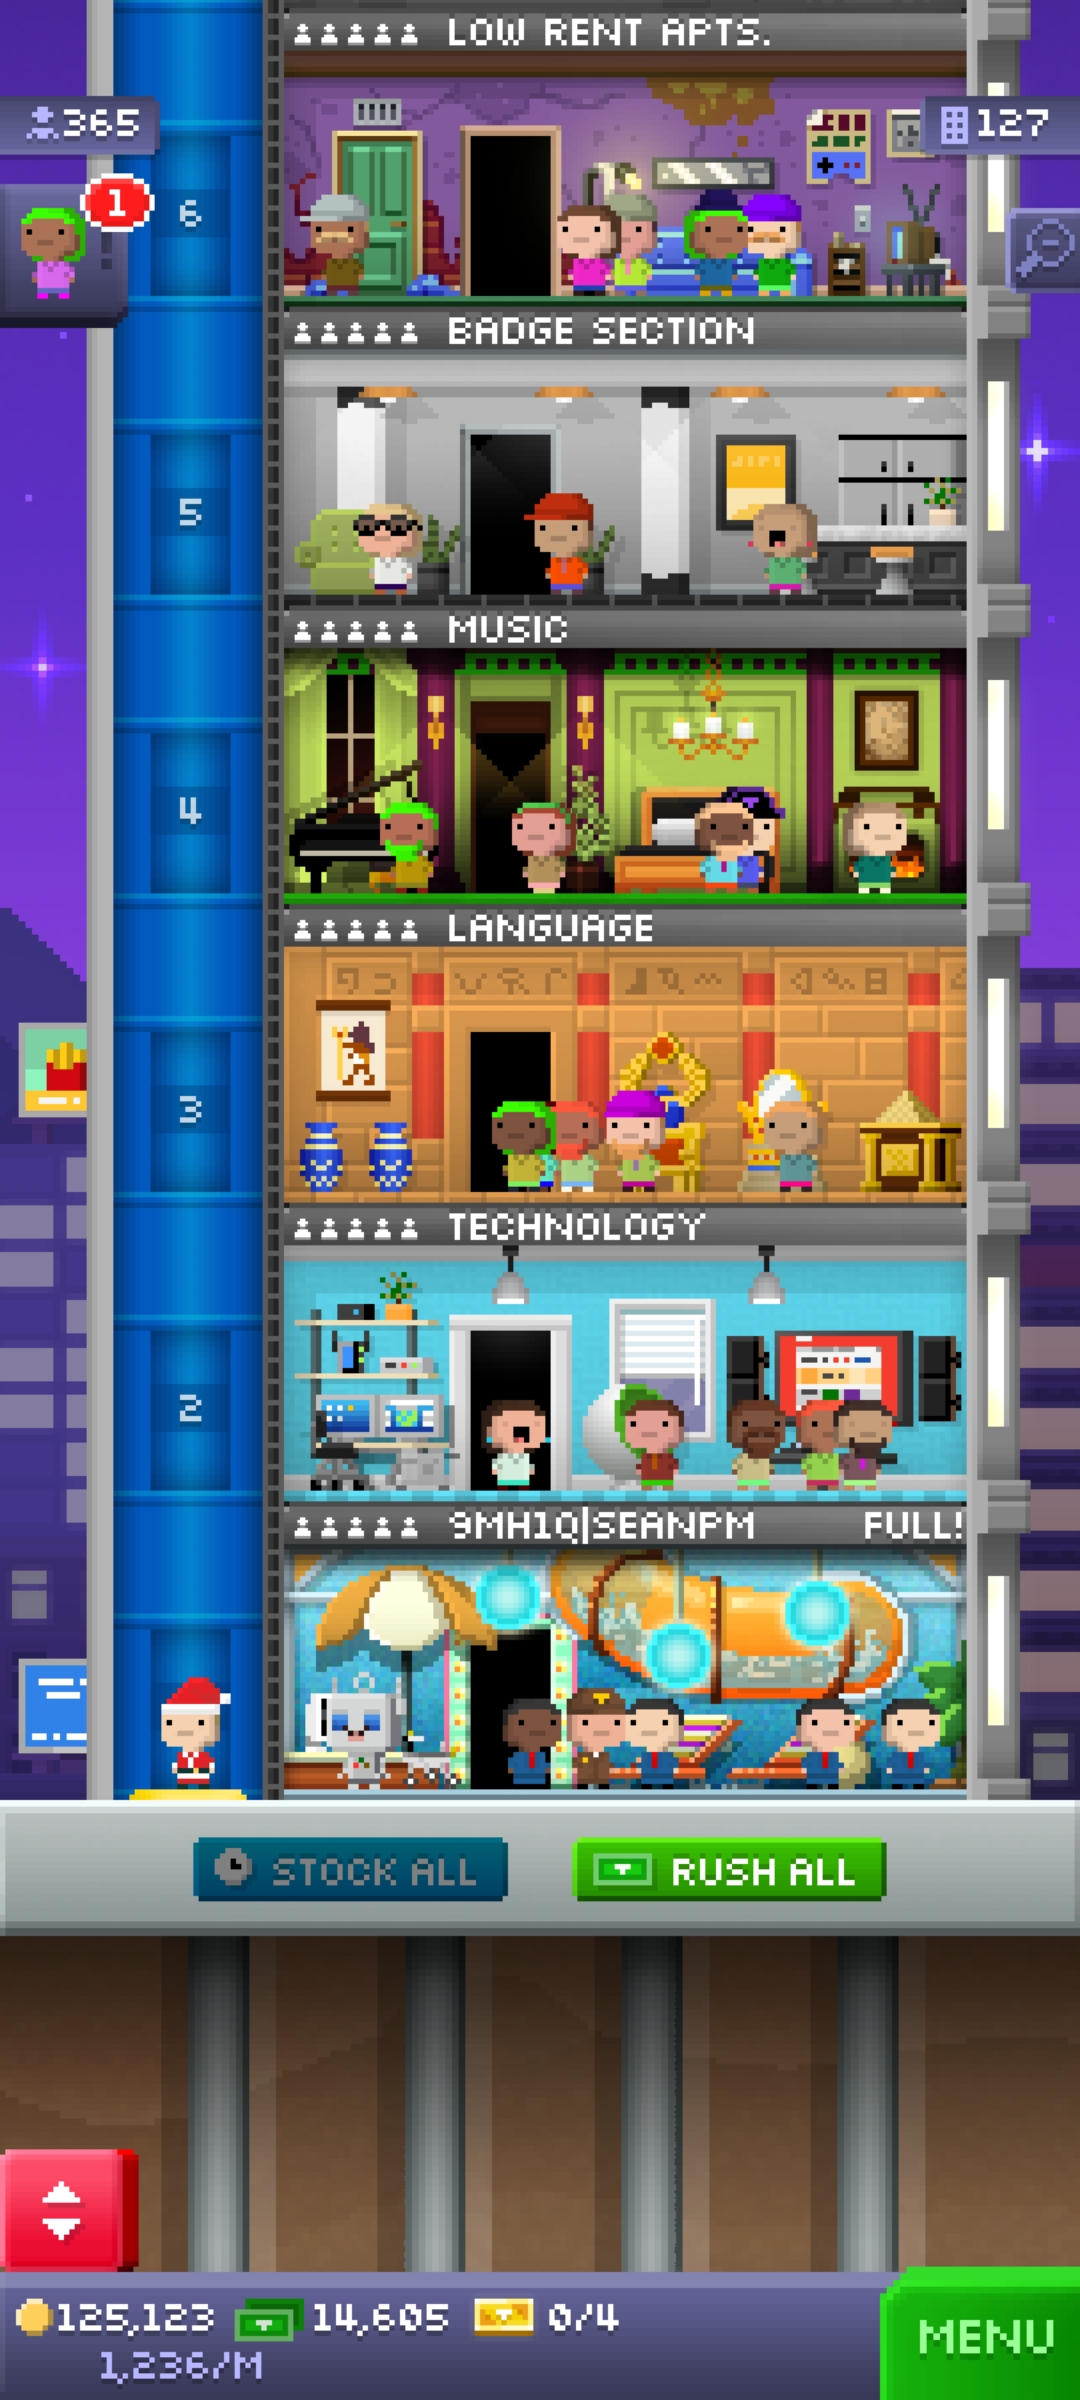 LOW RENT APTS.
365
127
1
6
BADGE SECTION
5
MUSIC
4
LANGUAGE
3
TECHNOLOGY
2
9MH1Q|SEANPM FULL!
STOCK ALL
RUSH ALL
125,123 14,605 0/4
1,236/M
MENU